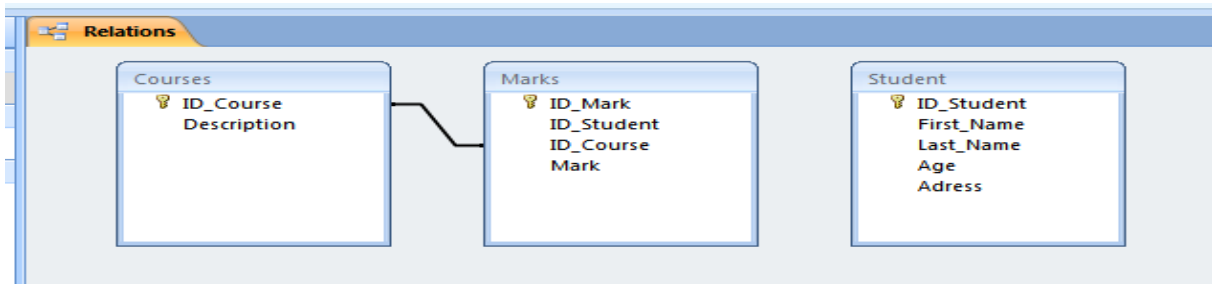 Relations
Courses
ID_Course
Description
Marks
ID_Mark
ID_Student
ID_Course
Mark
Student
ID_Student
First_Name
Last_Name
Age
Adress